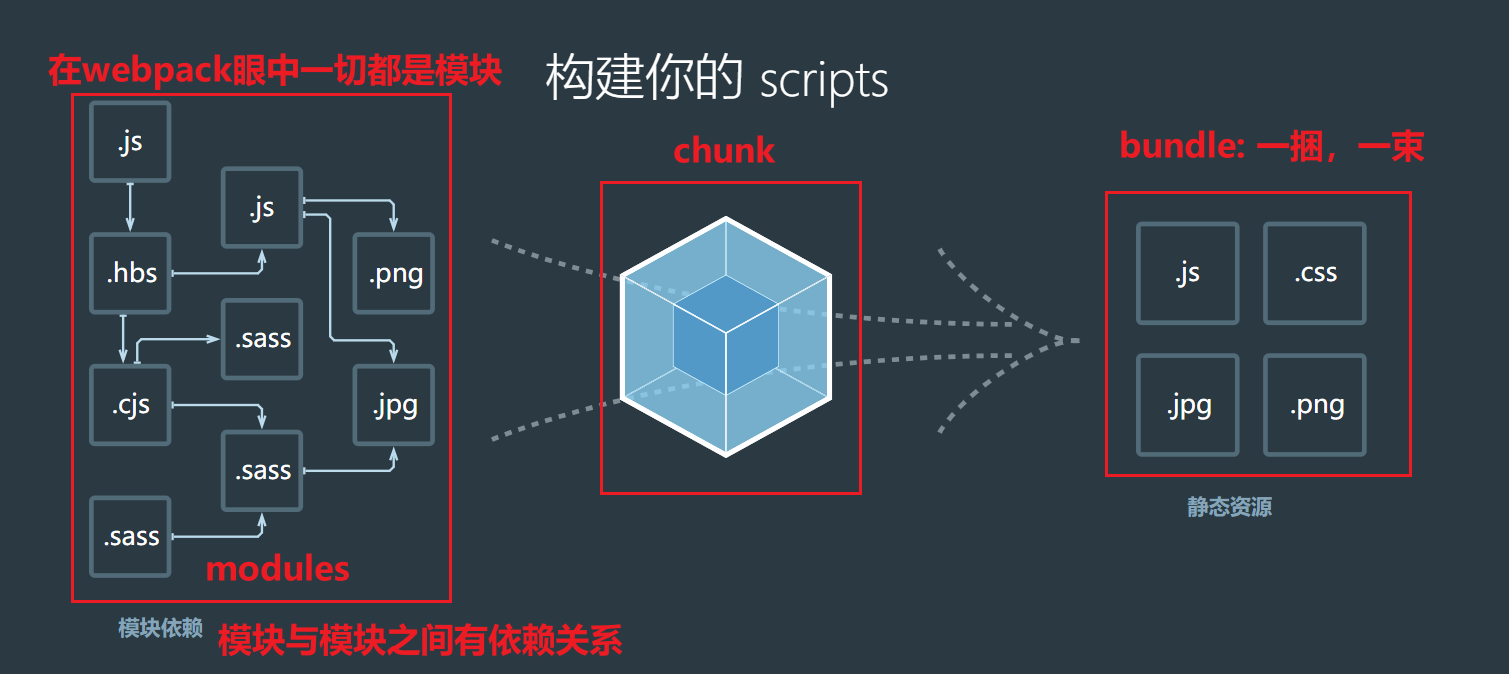 在webpack眼中一切都是模块
构建你的 scripts
chunk
bundle: 一捆，一束
.js
.js
.hbs
.png
.sass
.cjs
.jpg
.sass
.sass
modules
模块依赖
模块与模块之间有依赖关系
.js
.css
.jpg
.png
静态资源